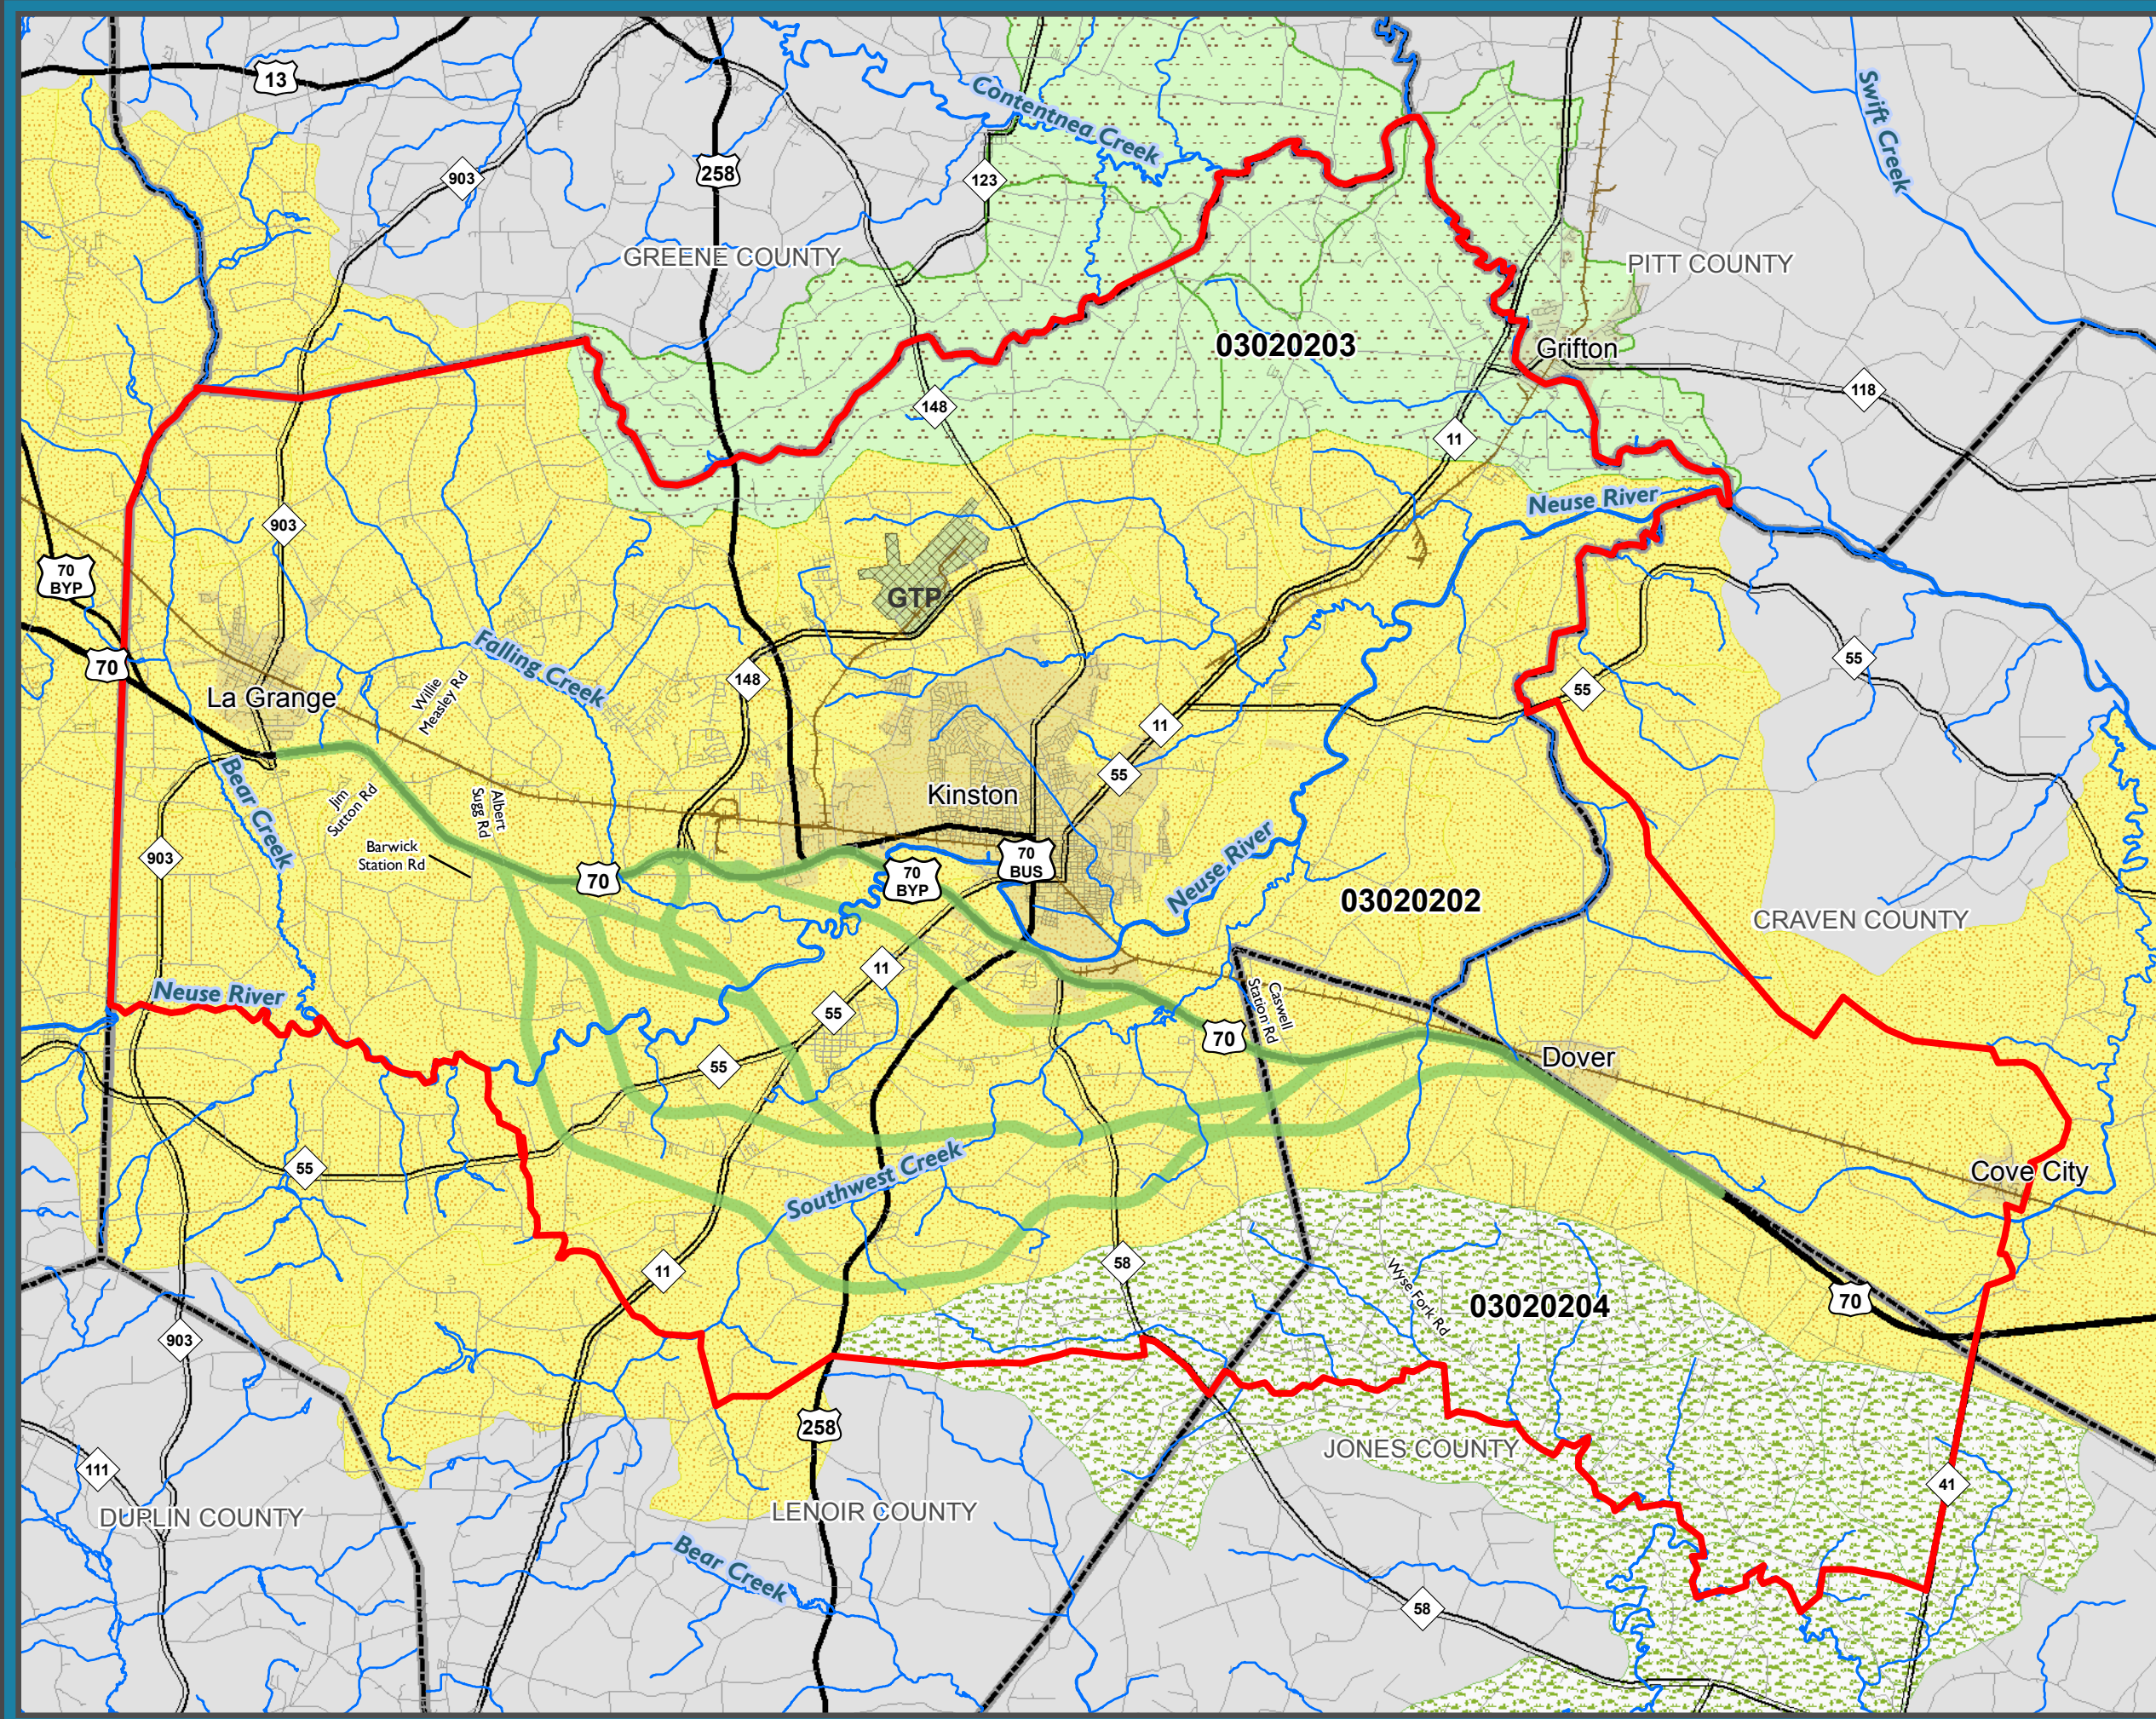 13
Contentnea Creek
Swift Creek
258
903
123
GREENE COUNTY
PITT COUNTY
03020203
Grifton
118
148
11
Neuse River
903
70
BYP
GTP
Falling Creek
55
55
70
Willie
Measley Rd
148
La Grange
11
55
Bear Creek
Jim
Sutton Rd
Albert
Sugg Rd
Kinston
Barwick
Station Rd
903
70
BUS
70
BYP
70
Neuse River
03020202
CRAVEN COUNTY
11
Neuse River
55
Caswell
Station Rd
70
Dover
55
55
Southwest Creek
Cove City
11
58
Wyse Fork Rd
03020204
70
903
258
JONES COUNTY
111
41
DUPLIN COUNTY
LENOIR COUNTY
Bear Creek
58